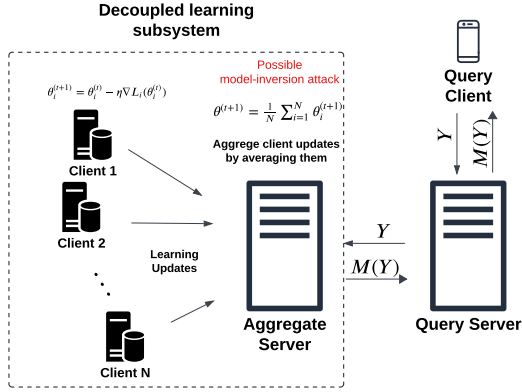 Decoupled learning
subsystem
Possible
model-inversion attack
θ_i^{(t+1)} = θ_i^{(t)} − η∇L_i(θ_i^{(t)})
θ^{(t+1)} = \frac{1}{N} ∑_{i=1}^{N} θ_i^{(t+1)}
Aggrege client updates
by averaging them
Client 1
Client 2
Learning
Updates
Client N
Aggregate
Server
Query
Client
Y
M(Y)
Y
M(Y)
Query Server